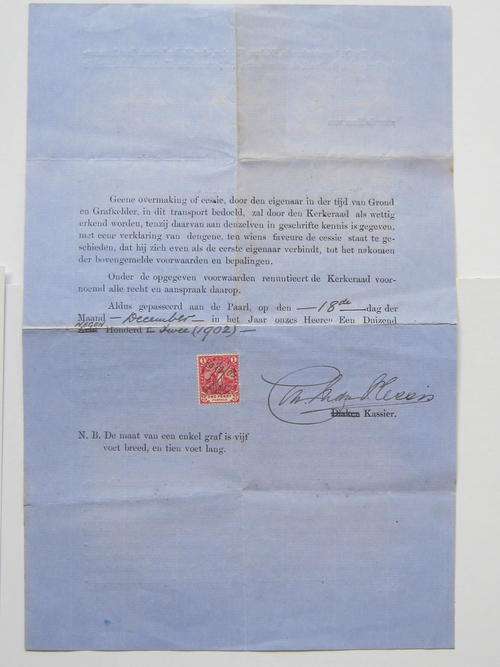 Geene overmaking of cessie, door den eigenaar in der tijd van Grond
en Grafkelder, in dit transport bedoeld, zal door den Kerkeraad als wettig
erkend worden, tenzij daarvan aan denzelven in geschrifte kennis is gegeven,
met eene verklaring van dengene, ten wiens faveure de cessie staat te ge-
schieden, dat hij zich even als de eerste eigenaar verbindt, tot het nakomen
der bovengemelde voorwaarden en bepalingen.
Onder de opgegeven voorwaarden renuntieert de Kerkeraad voor-
noemd alle recht en aanspraak daarop.
Aldus gepasseerd aan de Paarl, op den 18de dag der
Maand December in het Jaar onzes Heeren Een Duizend
NEGEN
Honderd Twee (1902)
Plessis
Diaken Kassier.
N. B. De maat van een enkel graf is vijf
voet breed, en tien voet lang.